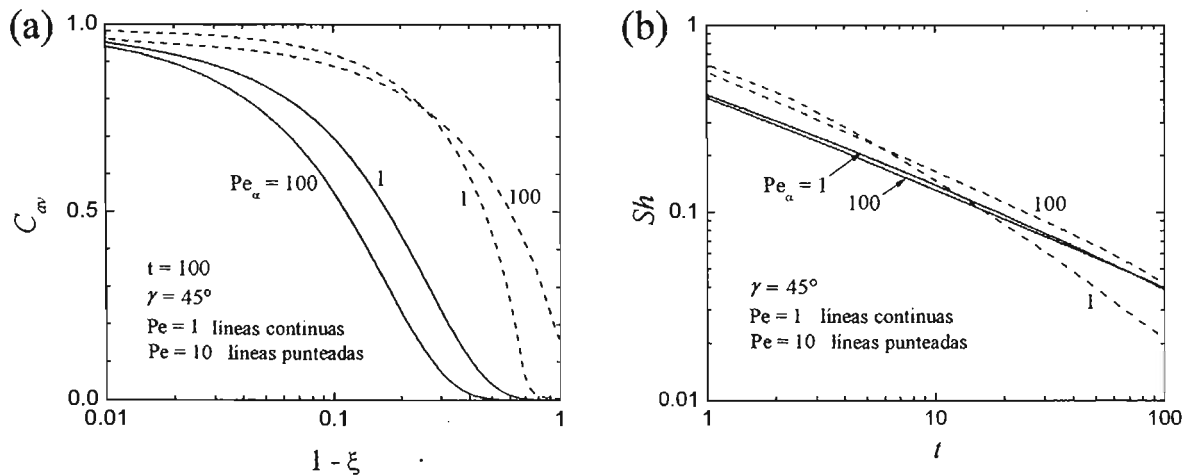 (a)
1.0
0.5
0.0
C_av
Pe_α = 100
1
1
100
t = 100
γ = 45°
Pe = 1 líneas continuas
Pe = 10 líneas punteadas
0.01
0.1
1
1 - ξ
(b)
1
0.1
0.01
Sh
Pe_α = 1
100
100
1
γ = 45°
Pe = 1 líneas continuas
Pe = 10 líneas punteadas
1
10
100
t